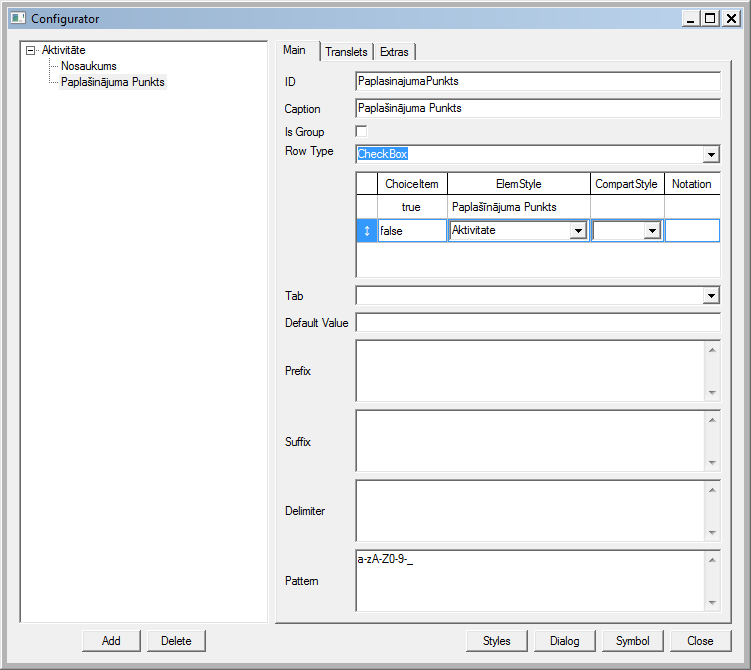 Configurator
Aktivitāte
Nosaukums
Paplašinājuma Punkts
Main Translets Extras
ID PaplasinajumaPunkts
Caption Paplašinājuma Punkts
Is Group
Row Type CheckBox
ChoiceItem ElemStyle CompartStyle Notation
true Paplašīnājuma Punkts
false Aktivitate
Tab
Default Value
Prefix
Suffix
Delimiter
Pattern a-zA-Z0-9-_
Add Delete Styles Dialog Symbol Close